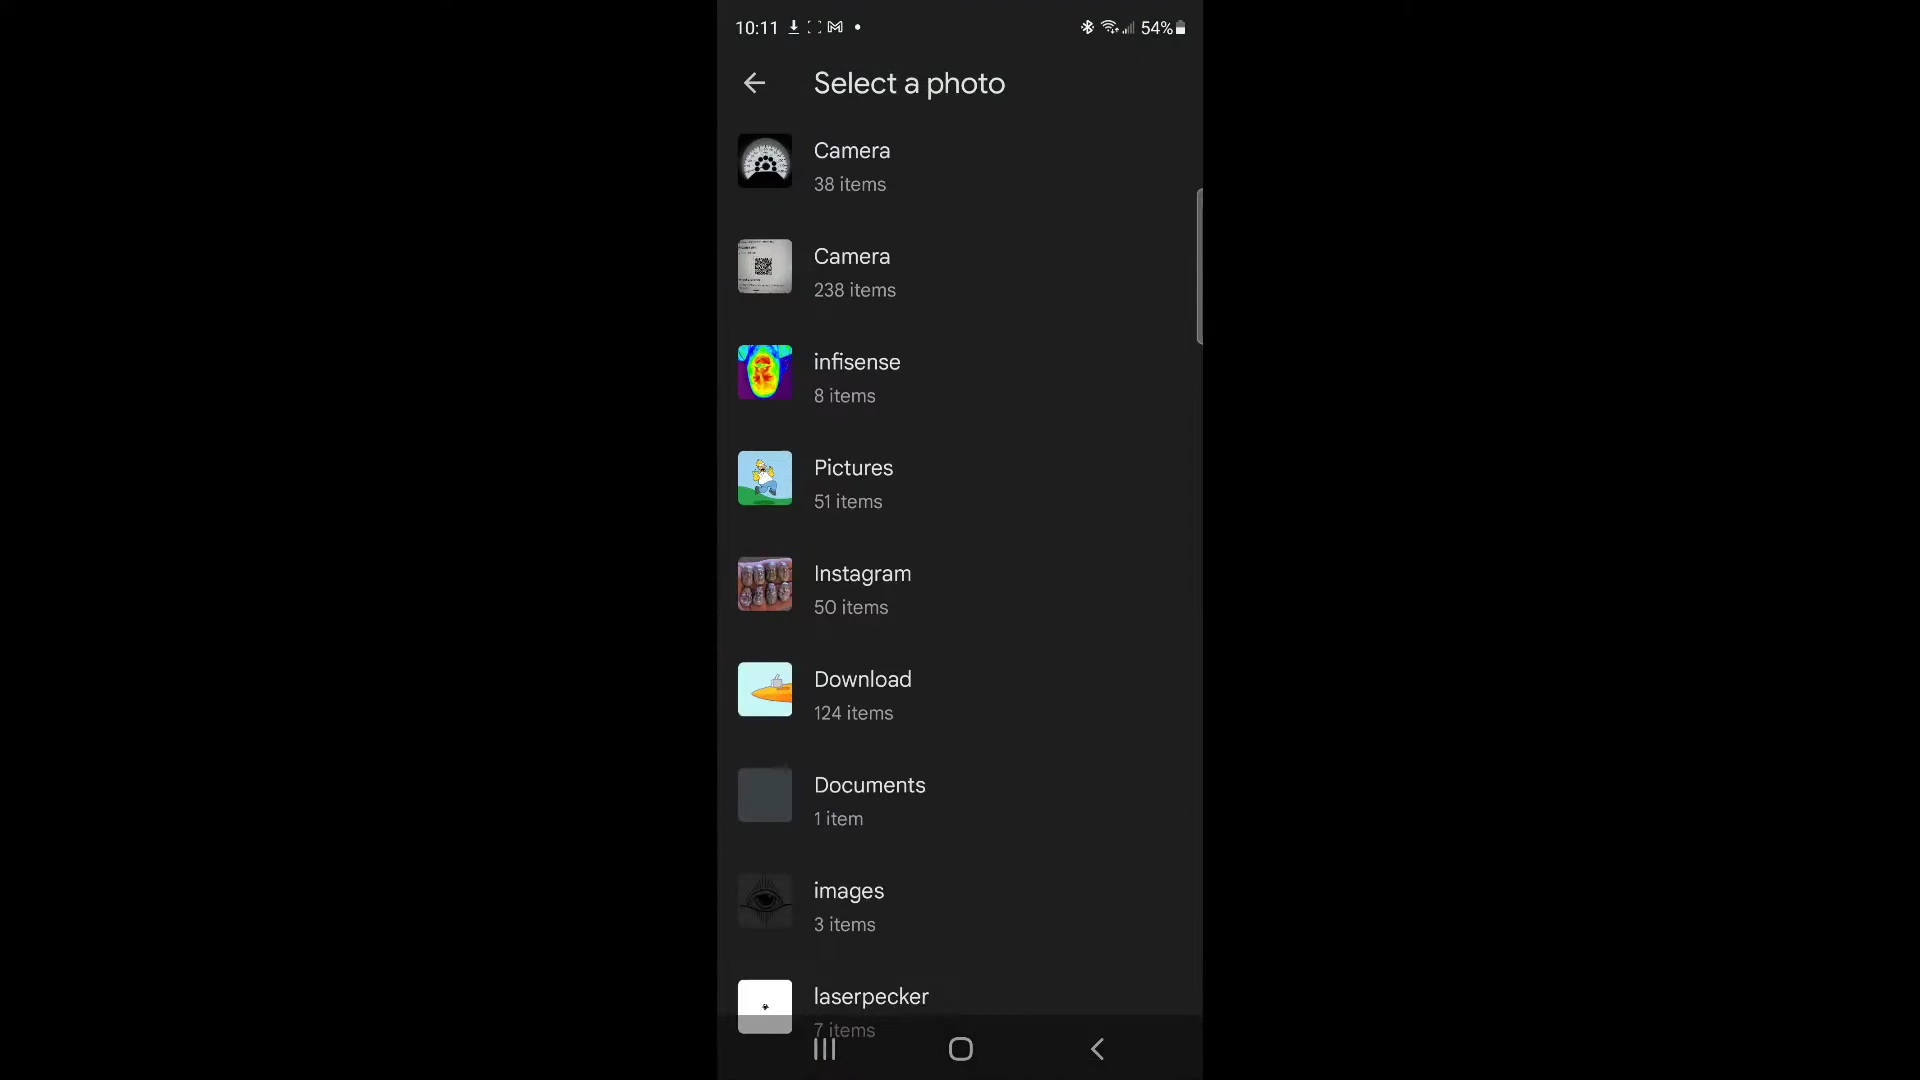 10:11 54%
Select a photo
Camera
38 items
Camera
238 items
infisense
8 items
Pictures
51 items
Instagram
50 items
Download
124 items
Documents
1 item
images
3 items
laserpecker
7 items